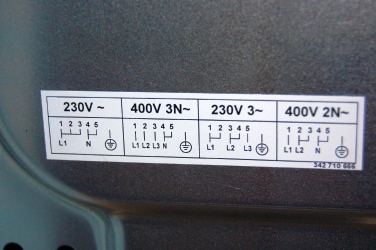 230V ~ 400V 3N~ 230V 3~ 400V 2N~
1 2 3 4 5 1 2 3 4 5 1 2 3 4 5 1 2 3 4 5
L1 N L1 L2 L3 N L1 L2 L3 L1 L2 N
342 710 666